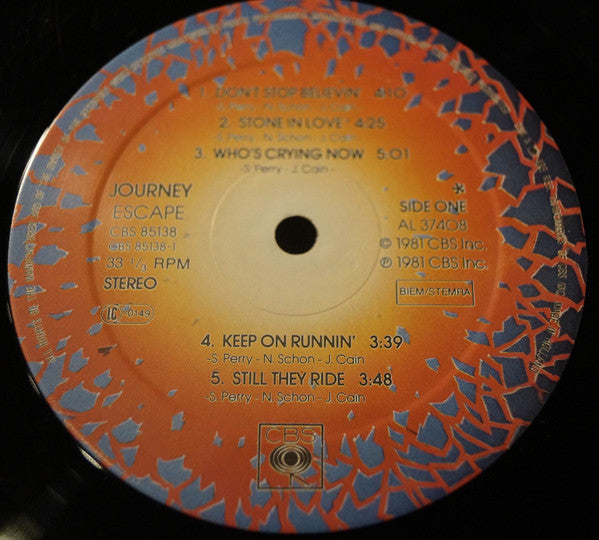 1. DON'T STOP BELIEVIN' 4:10
-S. Perry - N. Schon - J. Cain-
2. STONE IN LOVE 4:25
-S. Perry - N. Schon - J. Cain-
3. WHO'S CRYING NOW 5:01
-S. Perry - J. Cain-
JOURNEY
ESCAPE
CBS 85138
CBS 85138-1
33 1/3 RPM
STEREO
LC 0149
*
SIDE ONE
AL 37408
© 1981 CBS Inc.
℗ 1981 CBS Inc.
BIEM/STEMRA
4. KEEP ON RUNNIN' 3:39
-S. Perry - N. Schon - J. Cain
5. STILL THEY RIDE 3:48
-S. Perry - N. Schon - J. Cain
CBS